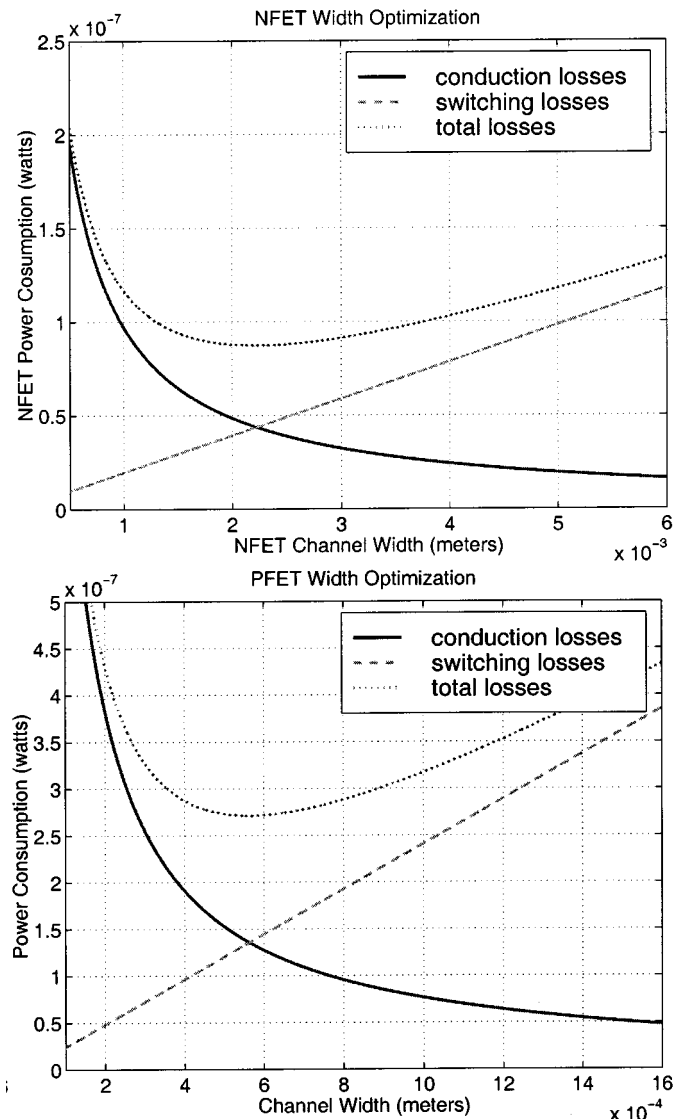 x 10⁻⁷
NFET Width Optimization
2.5
2
1.5
1
0.5
0
NFET Power Cosumption (watts)
conduction losses
switching losses
total losses
1
2
3
4
5
6
NFET Channel Width (meters)
x 10⁻³
x 10⁻⁷
PFET Width Optimization
5
4.5
4
3.5
3
2.5
2
1.5
1
0.5
0
Power Consumption (watts)
conduction losses
switching losses
total losses
2
4
6
8
10
12
14
16
Channel Width (meters)
x 10⁻⁴